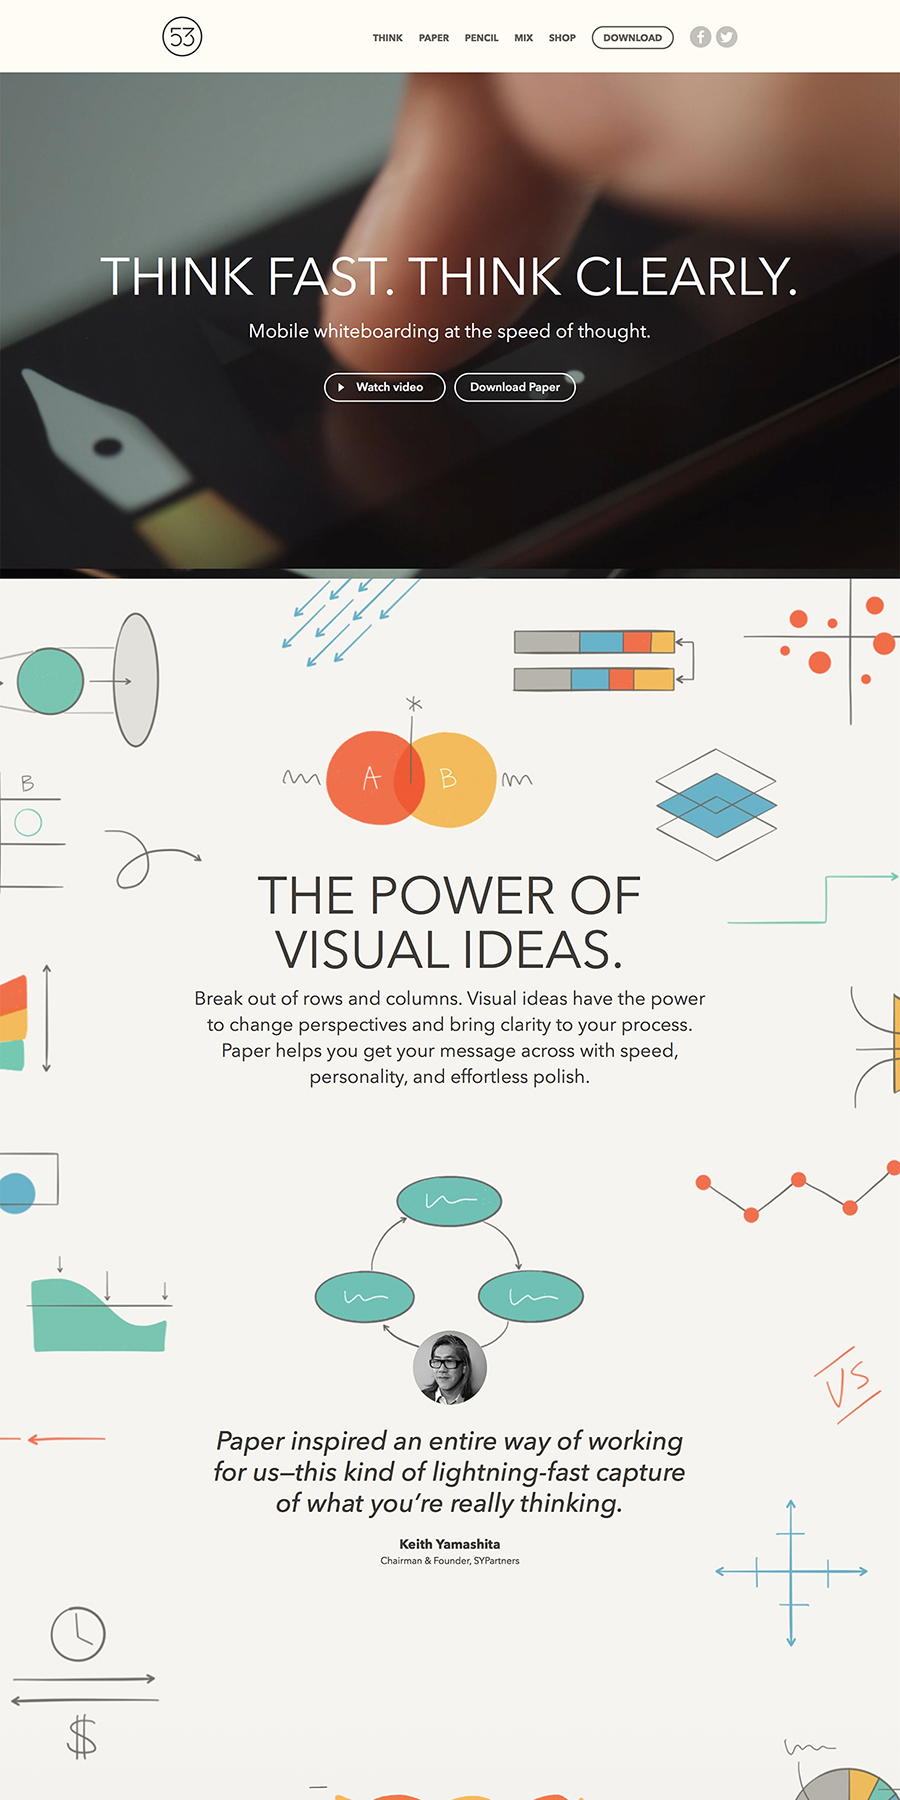 53
THINK PAPER PENCIL MIX SHOP DOWNLOAD
THINK FAST. THINK CLEARLY.
Mobile whiteboarding at the speed of thought.
Watch video Download Paper
*
A B
B
THE POWER OF
VISUAL IDEAS.
Break out of rows and columns. Visual ideas have the power
to change perspectives and bring clarity to your process.
Paper helps you get your message across with speed,
personality, and effortless polish.
VS
Paper inspired an entire way of working
for us—this kind of lightning-fast capture
of what you’re really thinking.
Keith Yamashita
Chairman & Founder, SYPartners
$